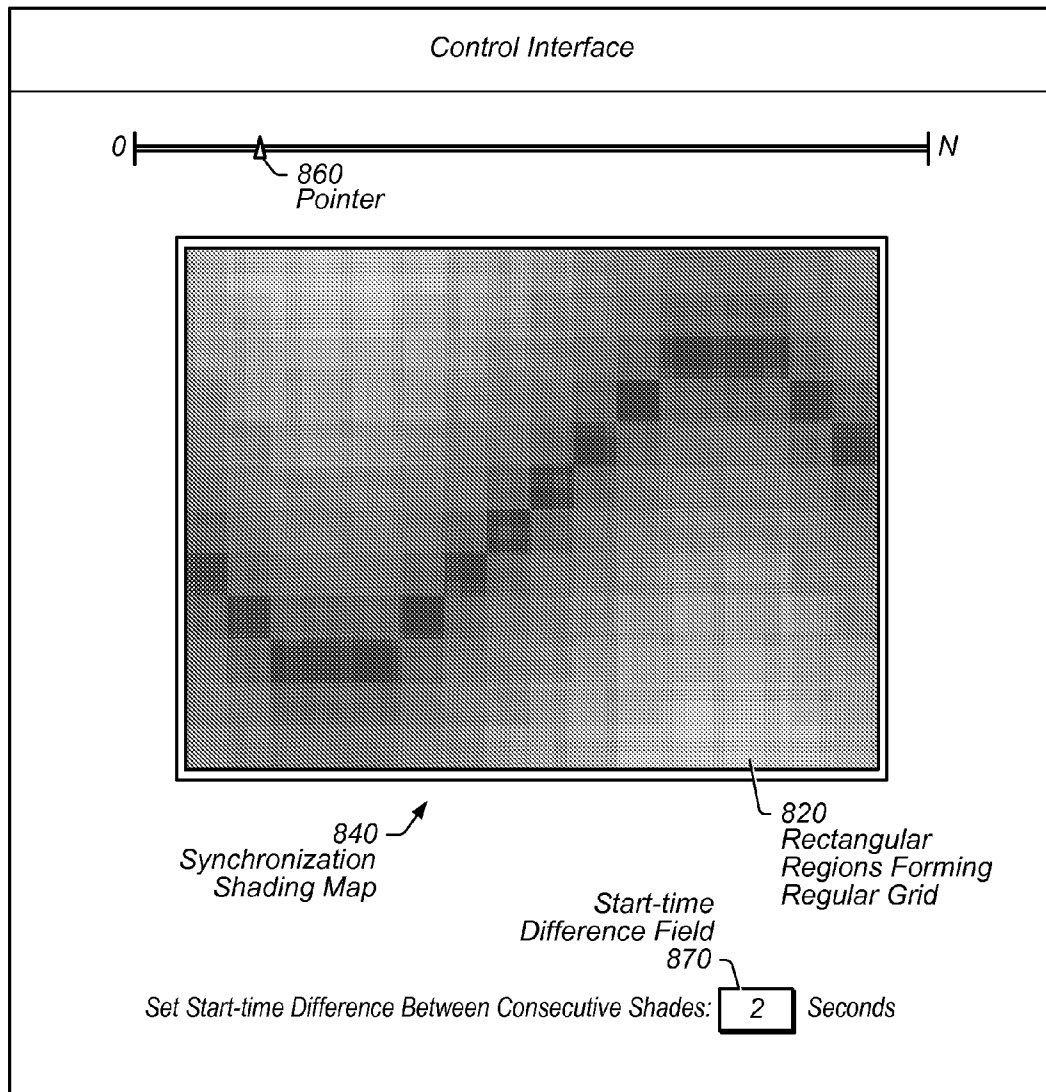 Control Interface
0 N
860
Pointer
840
Synchronization
Shading Map
820
Rectangular
Regions Forming
Regular Grid
Start-time
Difference Field
870
Set Start-time Difference Between Consecutive Shades: 2 Seconds